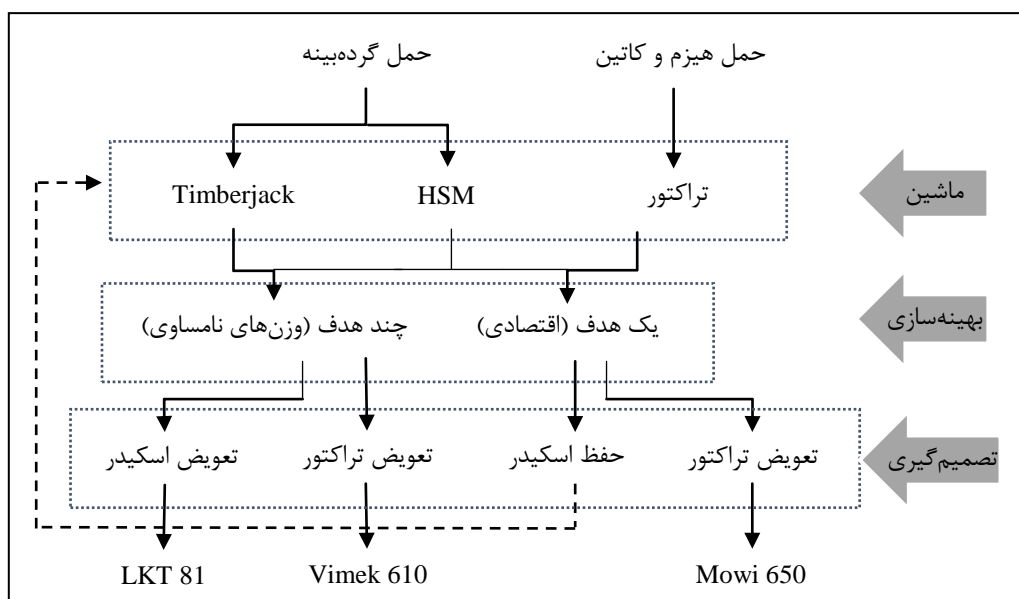 حمل هیزم و کاتین
حمل گرده‌بینه
ماشین
تراکتور
HSM
Timberjack
بهینه‌سازی
یک هدف (اقتصادی)
چند هدف (وزن‌های نامساوی)
تصمیم‌گیری
تعویض تراکتور
حفظ اسکیدر
تعویض تراکتور
تعویض اسکیدر
Mowi 650
Vimek 610
LKT 81